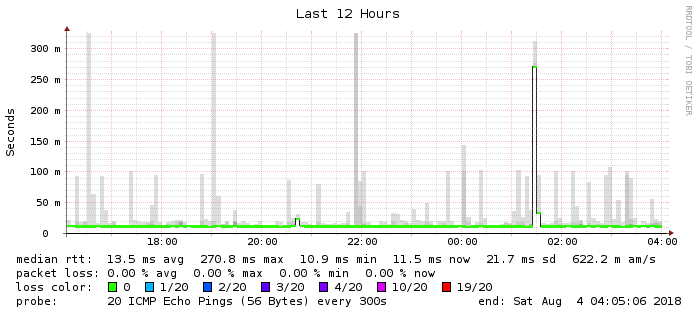 Last 12 Hours
RRDTOOL / TOBI OETIKER
Seconds
300 m
250 m
200 m
150 m
100 m
50 m
0
18:00 20:00 22:00 00:00 02:00 04:00
median rtt: 13.5 ms avg 270.8 ms max 10.9 ms min 11.5 ms now 21.7 ms sd 622.2 m am/s
packet loss: 0.00 % avg 0.00 % max 0.00 % min 0.00 % now
loss color: 0 1/20 2/20 3/20 4/20 10/20 19/20
probe: 20 ICMP Echo Pings (56 Bytes) every 300s end: Sat Aug 4 04:05:06 2018